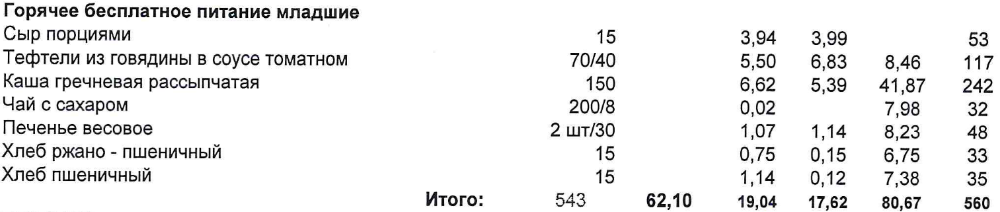 Горячее бесплатное питание младшие
Сыр порциями 15 3,94 3,99 53
Тефтели из говядины в соусе томатном 70/40 5,50 6,83 8,46 117
Каша гречневая рассыпчатая 150 6,62 5,39 41,87 242
Чай с сахаром 200/8 0,02 7,98 32
Печенье весовое 2 шт/30 1,07 1,14 8,23 48
Хлеб ржано - пшеничный 15 0,75 0,15 6,75 33
Хлеб пшеничный 15 1,14 0,12 7,38 35
Итого: 543 62,10 19,04 17,62 80,67 560